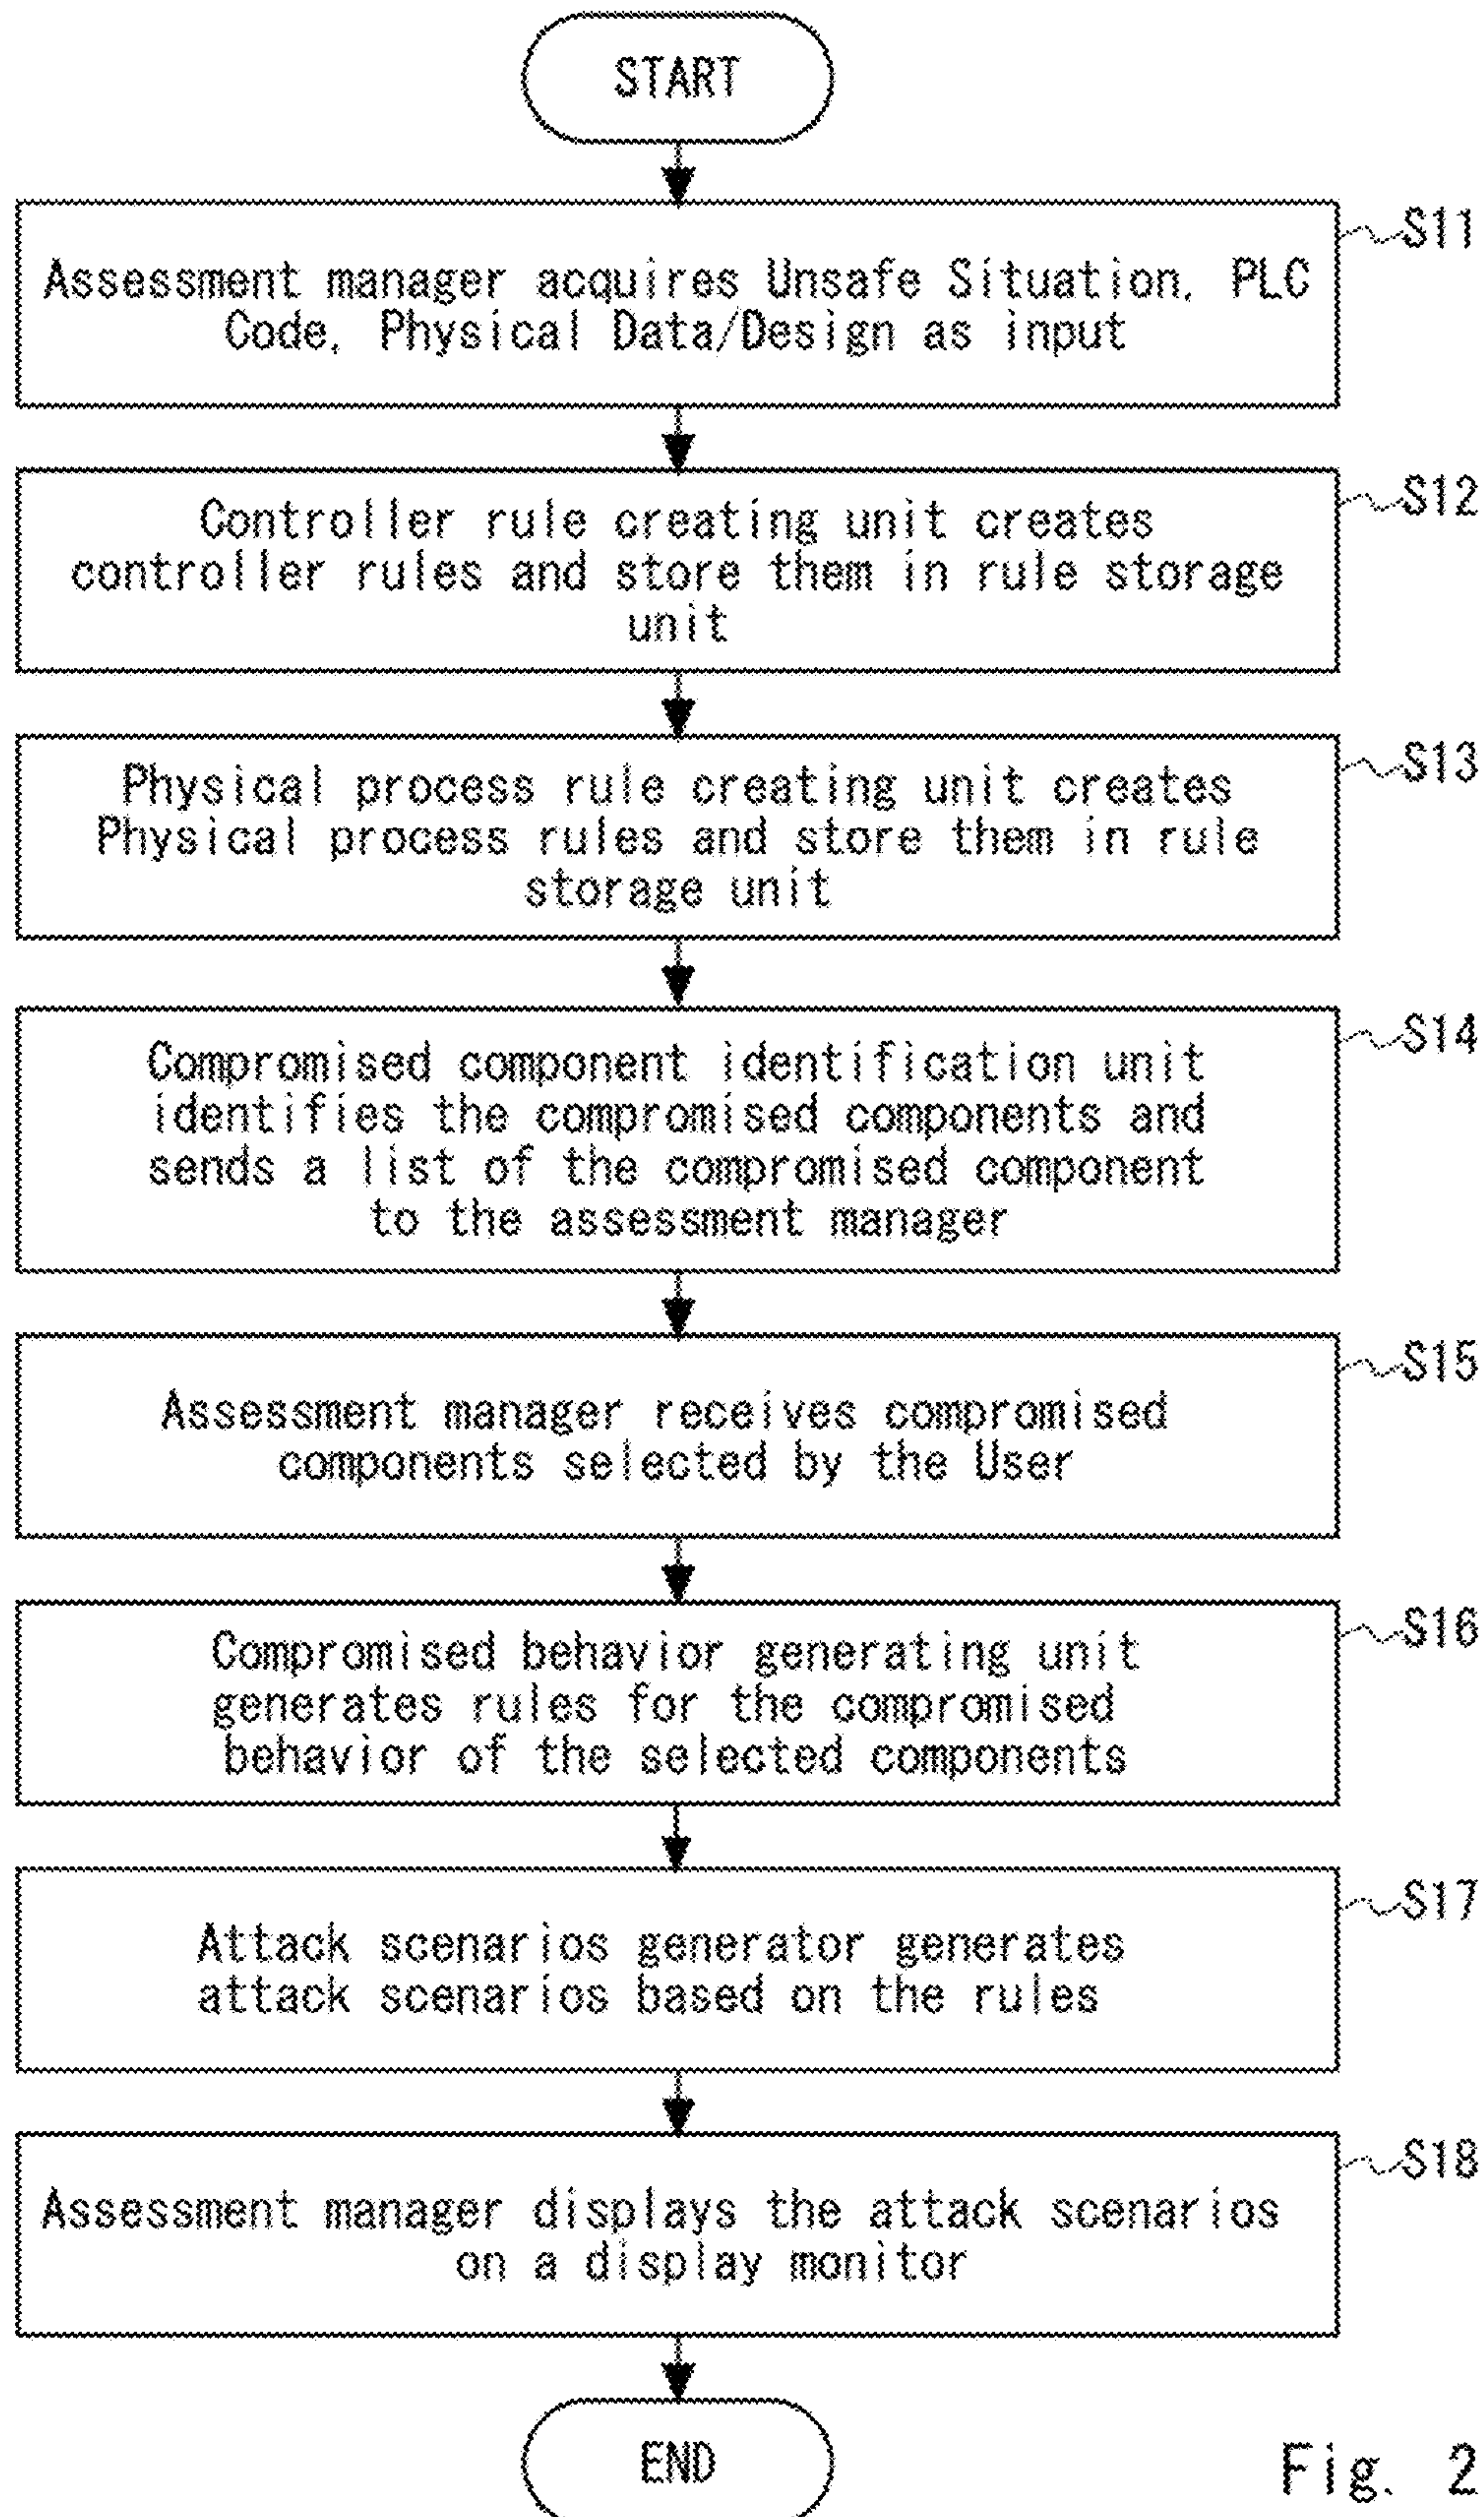 START
S11
Assessment manager acquires Unsafe Situation, PLC
Code, Physical Data/Design as input
S12
Controller rule creating unit creates
controller rules and store them in rule storage
unit
S13
Physical process rule creating unit creates
Physical process rules and store them in rule
storage unit
S14
Compromised component identification unit
identifies the compromised components and
sends a list of the compromised component
to the assessment manager
S15
Assessment manager receives compromised
components selected by the User
S16
Compromised behavior generating unit
generates rules for the compromised
behavior of the selected components
S17
Attack scenarios generator generates
attack scenarios based on the rules
S18
Assessment manager displays the attack scenarios
on a display monitor
END
Fig. 2